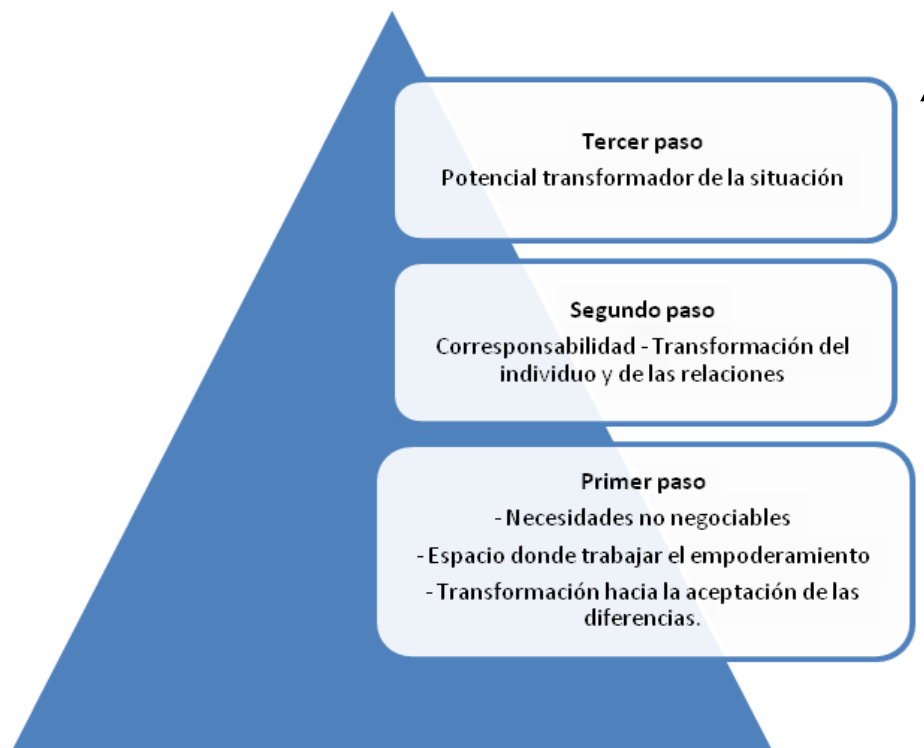 Tercer paso
Potencial transformador de la situación
Segundo paso
Corresponsabilidad - Transformación del
individuo y de las relaciones
Primer paso
- Necesidades no negociables
- Espacio donde trabajar el empoderamiento
- Transformación hacia la aceptación de las
diferencias.